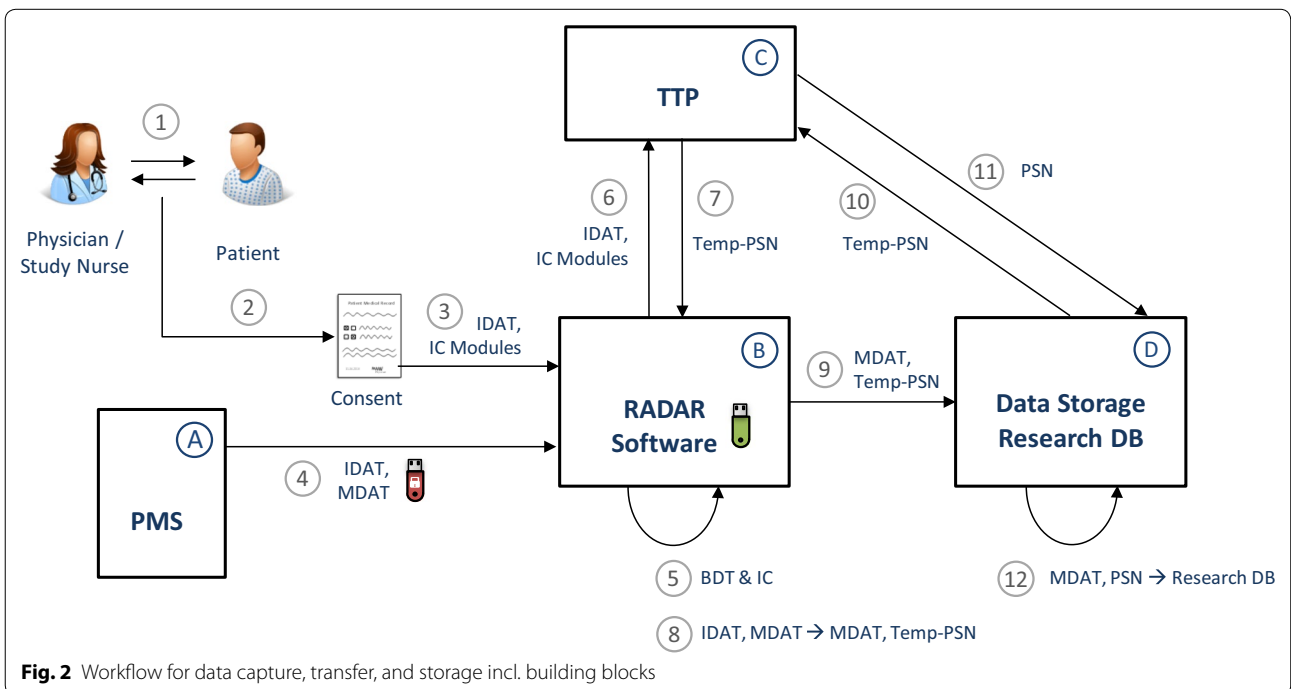 1
Physician /
Study Nurse
Patient
2
Consent
3
IDAT,
IC Modules
A
PMS
4
IDAT,
MDAT
C
TTP
6
IDAT,
IC Modules
7
Temp-PSN
10
Temp-PSN
11
PSN
B
RADAR
Software
9
MDAT,
Temp-PSN
D
Data Storage
Research DB
5
BDT & IC
8
IDAT, MDAT → MDAT, Temp-PSN
12
MDAT, PSN → Research DB
Patient Medical Record
Fig. 2 Workflow for data capture, transfer, and storage incl. building blocks